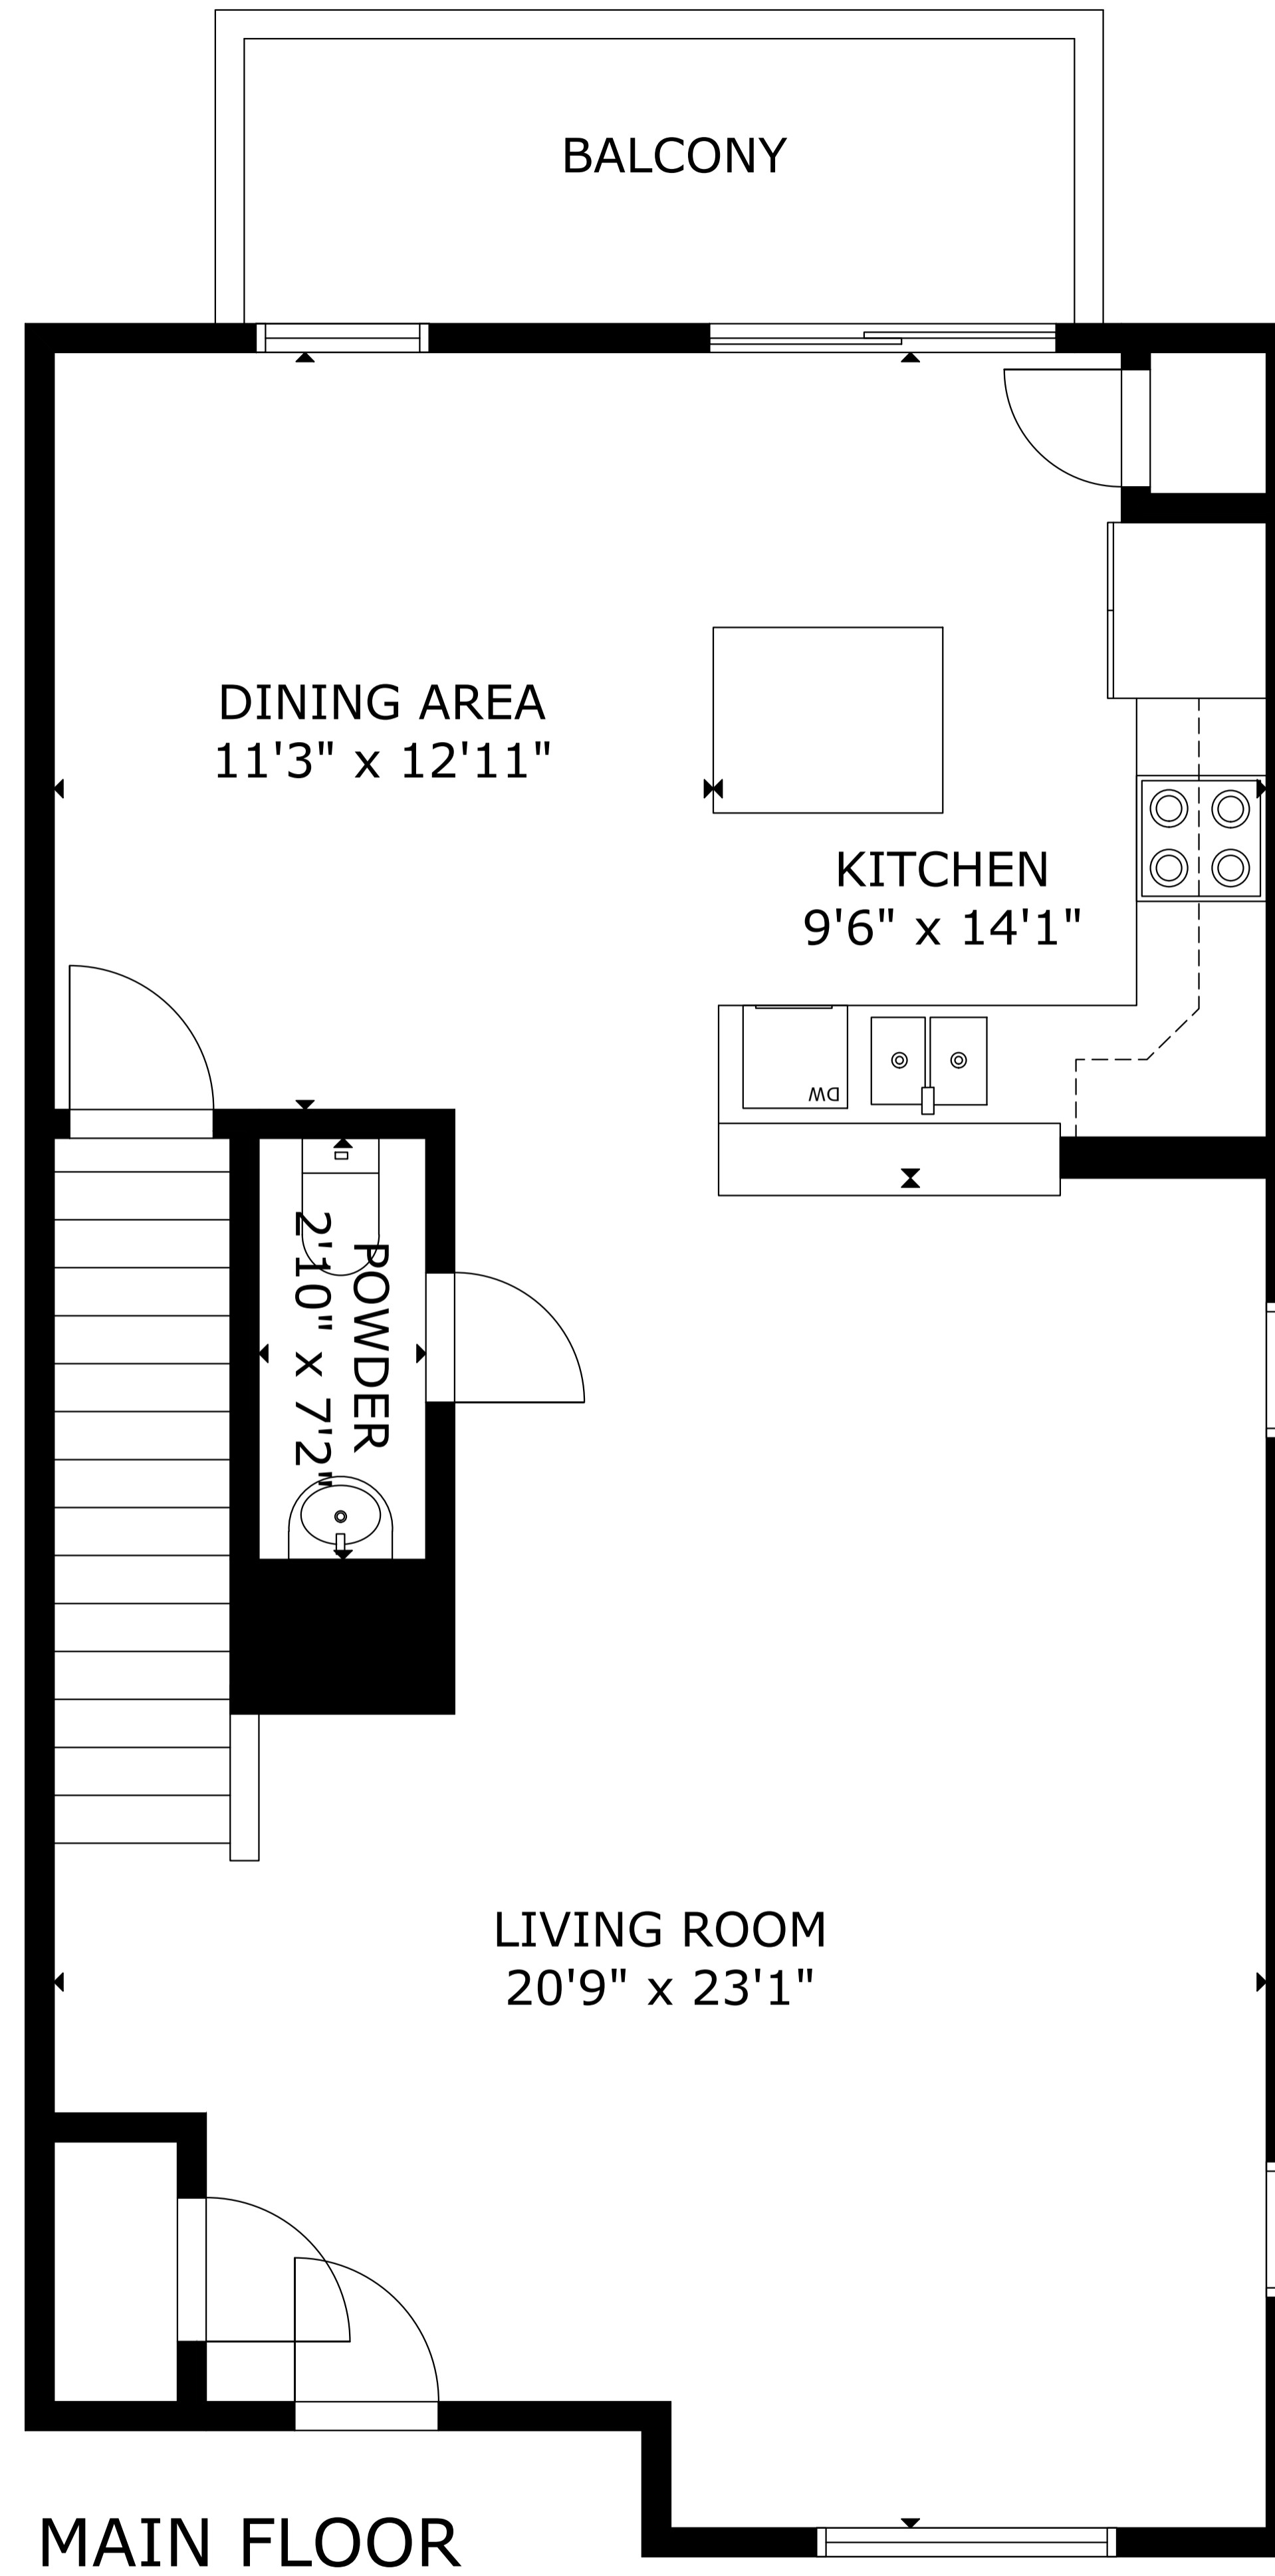 BALCONY
DINING AREA
11'3" x 12'11"
KITCHEN
9'6" x 14'1"
DW
POWDER
2'10" x 7'2"
LIVING ROOM
20'9" x 23'1"
MAIN FLOOR